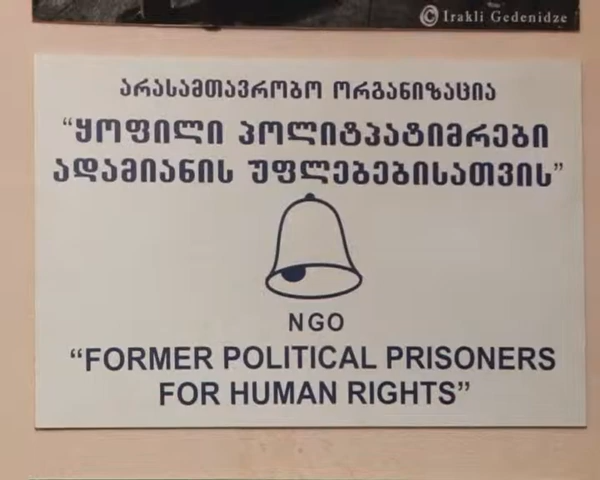 © Irakli Gedenidze
არასამთავრობო ორგანიზაცია
“ყოფილი პოლიტპატიმრები
ადამიანის უფლებებისათვის”
NGO
“FORMER POLITICAL PRISONERS
FOR HUMAN RIGHTS”